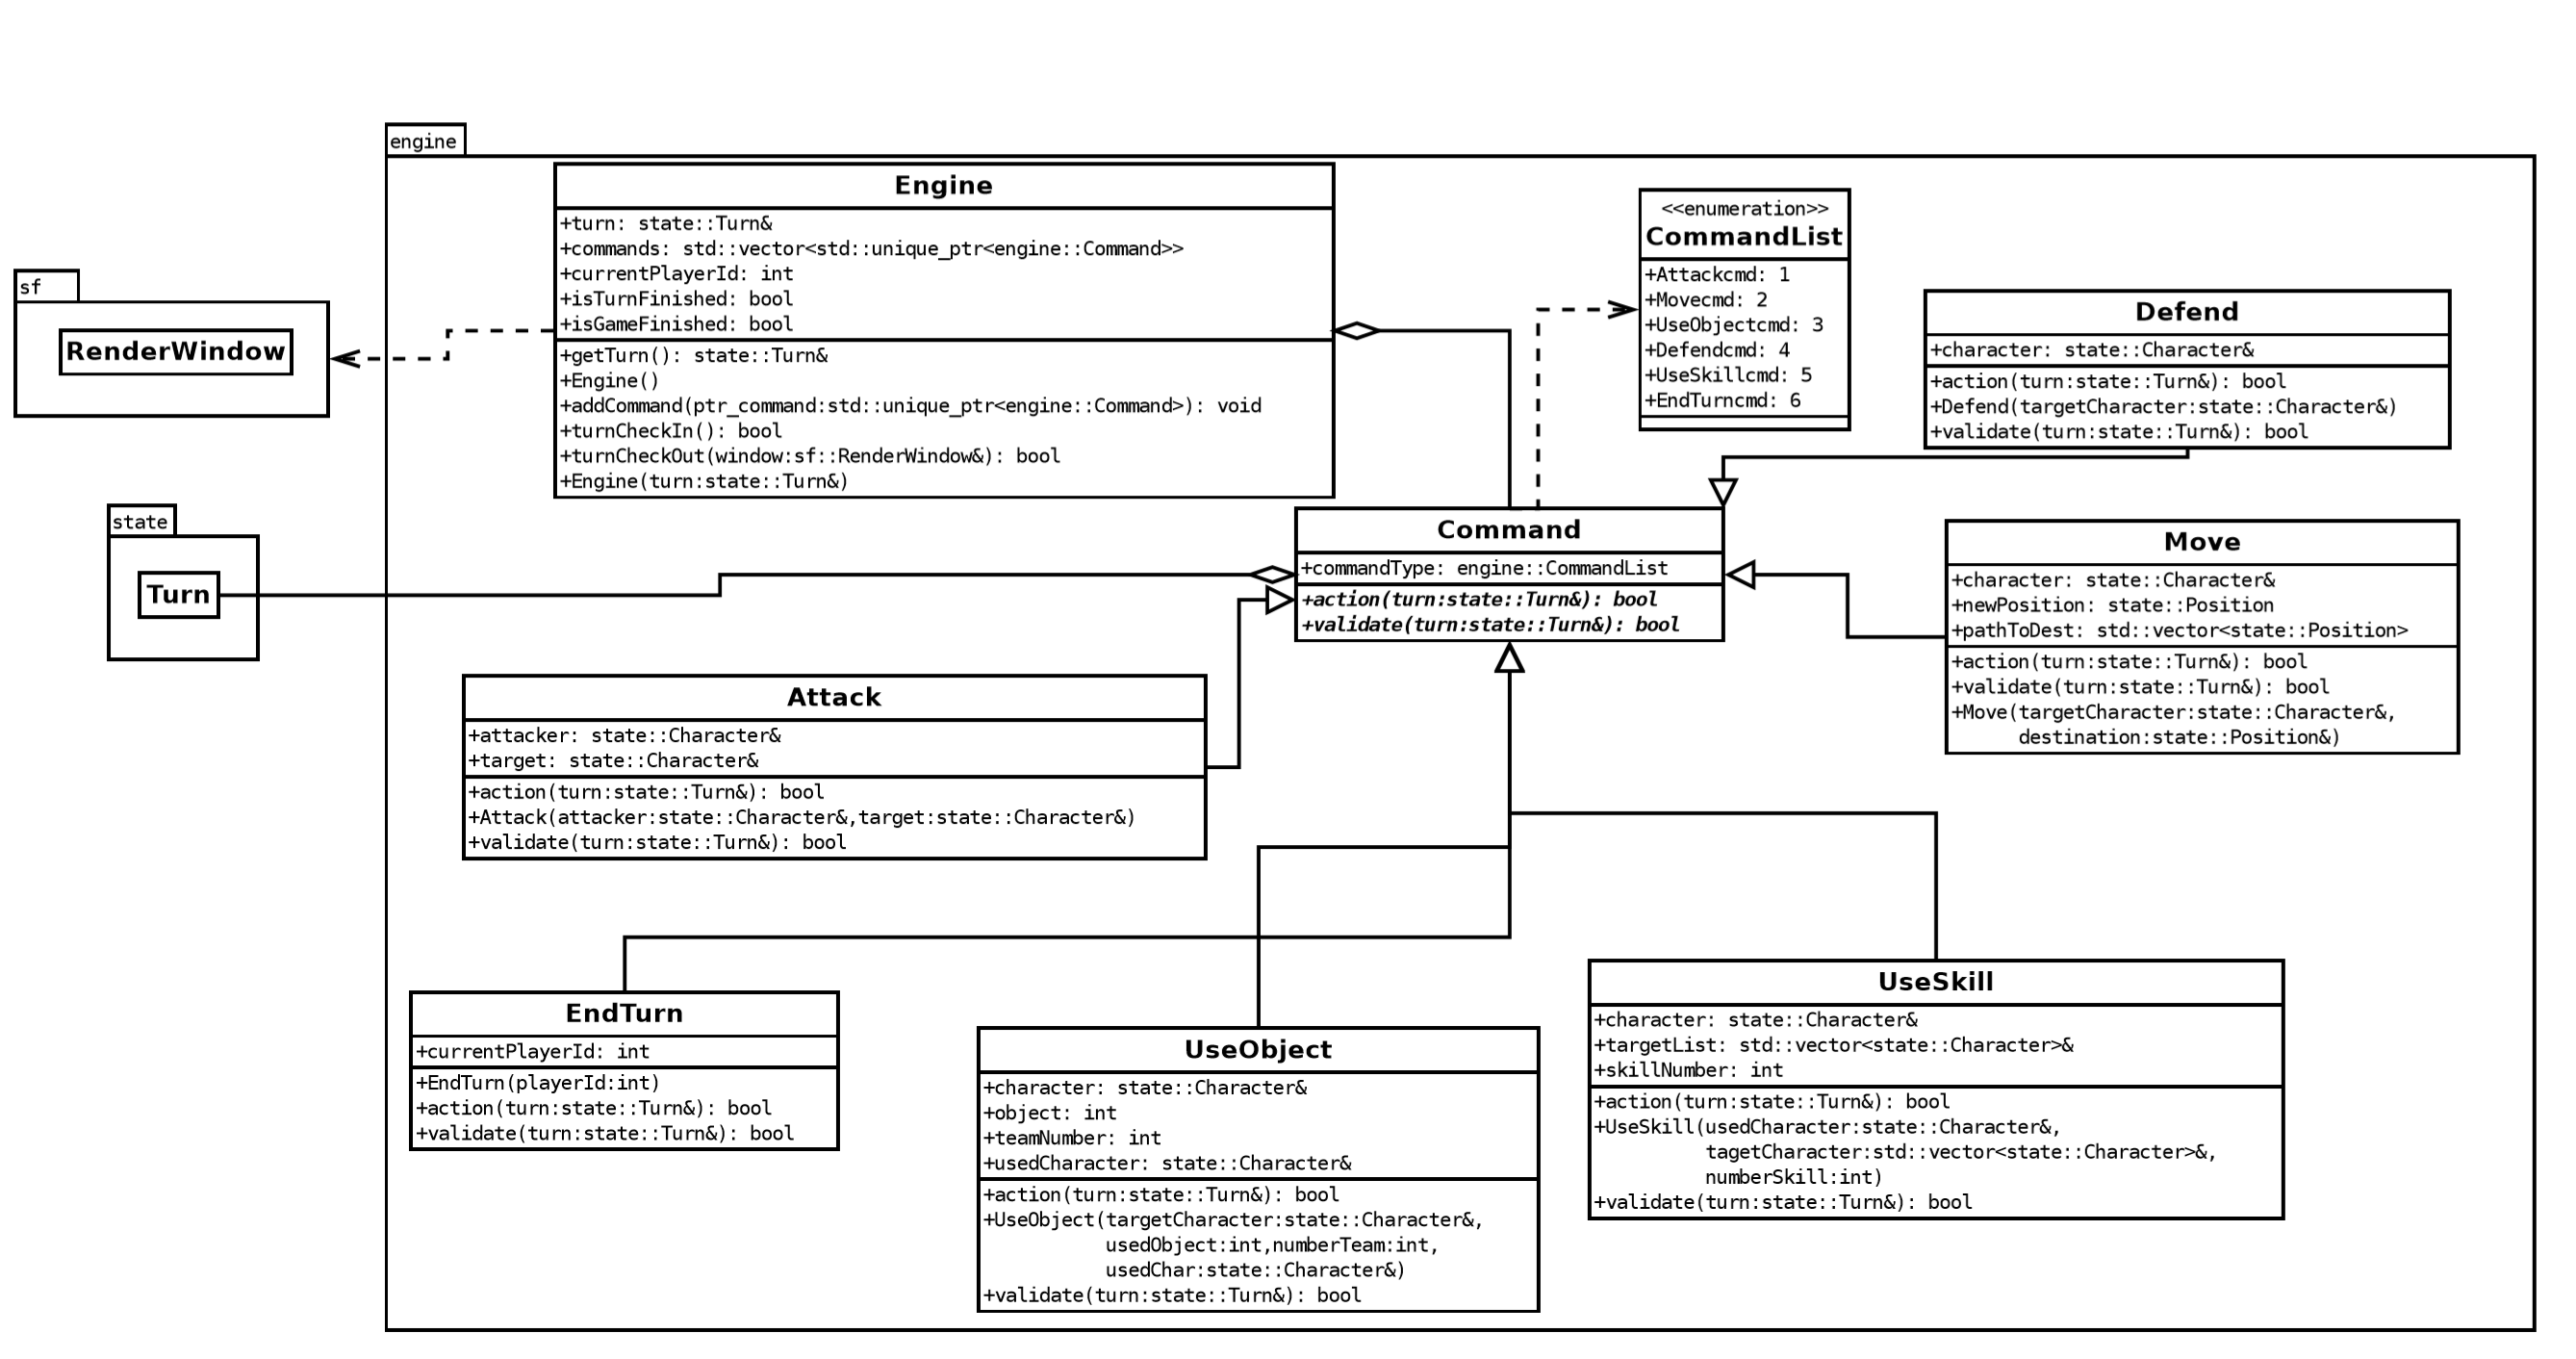 engine
Engine
+turn: state::Turn&
+commands: std::vector<std::unique_ptr<engine::Command>>
+currentPlayerId: int
+isTurnFinished: bool
+isGameFinished: bool
+getTurn(): state::Turn&
+Engine()
+addCommand(ptr_command:std::unique_ptr<engine::Command>): void
+turnCheckIn(): bool
+turnCheckOut(window:sf::RenderWindow&): bool
+Engine(turn:state::Turn&)
<<enumeration>>
CommandList
+Attackcmd: 1
+Movecmd: 2
+UseObjectcmd: 3
+Defendcmd: 4
+UseSkillcmd: 5
+EndTurncmd: 6
Defend
+character: state::Character&
+action(turn:state::Turn&): bool
+Defend(targetCharacter:state::Character&)
+validate(turn:state::Turn&): bool
sf
RenderWindow
state
Turn
Command
+commandType: engine::CommandList
+action(turn:state::Turn&): bool
+validate(turn:state::Turn&): bool
Move
+character: state::Character&
+newPosition: state::Position
+pathToDest: std::vector<state::Position>
+action(turn:state::Turn&): bool
+validate(turn:state::Turn&): bool
+Move(targetCharacter:state::Character&,
destination:state::Position&)
Attack
+attacker: state::Character&
+target: state::Character&
+action(turn:state::Turn&): bool
+Attack(attacker:state::Character&,target:state::Character&)
+validate(turn:state::Turn&): bool
EndTurn
+currentPlayerId: int
+EndTurn(playerId:int)
+action(turn:state::Turn&): bool
+validate(turn:state::Turn&): bool
UseObject
+character: state::Character&
+object: int
+teamNumber: int
+usedCharacter: state::Character&
+action(turn:state::Turn&): bool
+UseObject(targetCharacter:state::Character&,
usedObject:int,numberTeam:int,
usedChar:state::Character&)
+validate(turn:state::Turn&): bool
UseSkill
+character: state::Character&
+targetList: std::vector<state::Character>&
+skillNumber: int
+action(turn:state::Turn&): bool
+UseSkill(usedCharacter:state::Character&,
tagetCharacter:std::vector<state::Character>&,
numberSkill:int)
+validate(turn:state::Turn&): bool